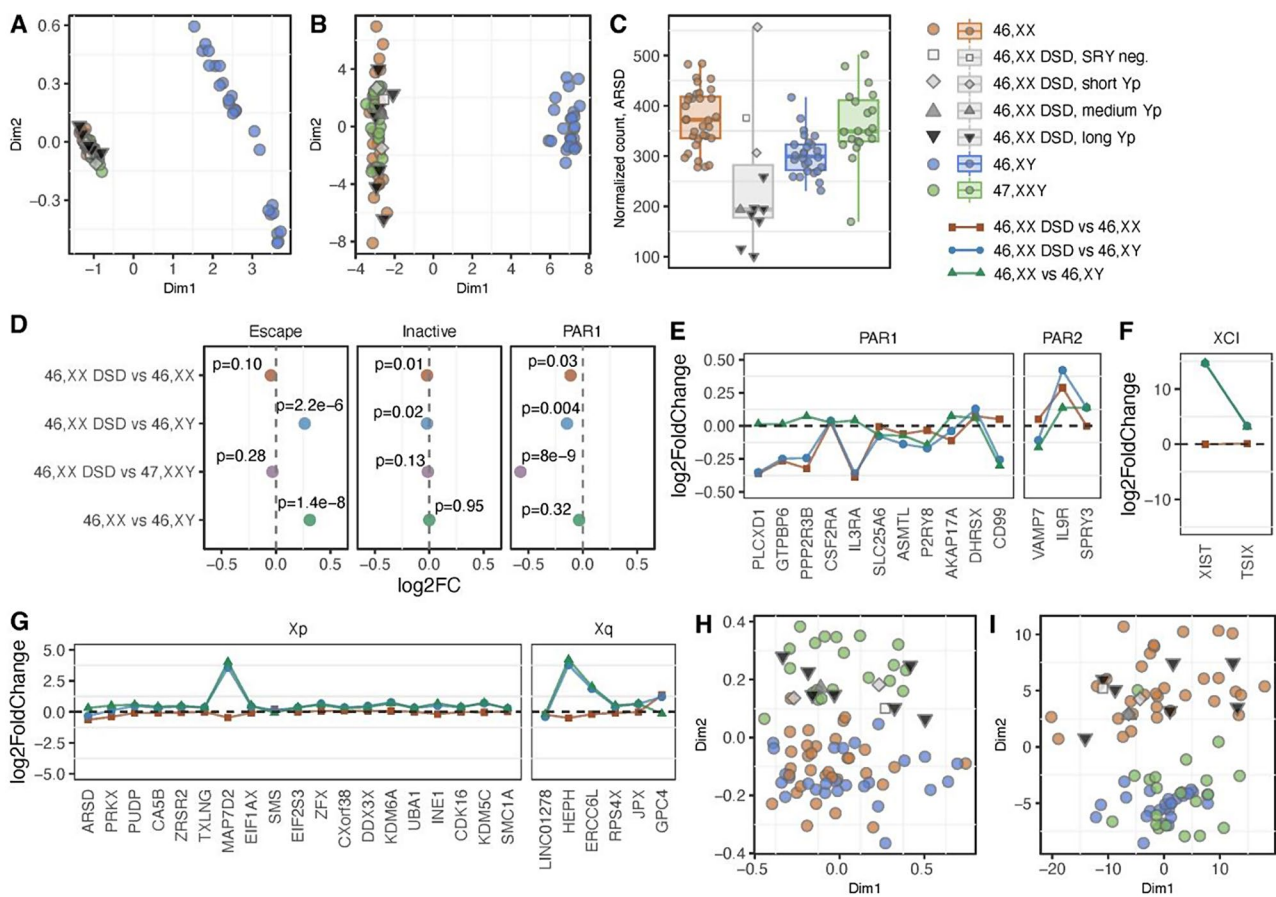 A
0.6
0.3
0.0
−0.3
Dim2
−1
0
1
2
3
Dim1
B
4
0
−4
−8
Dim2
−4
−2
0
2
4
6
8
Dim1
C
500
400
300
200
100
Normalized count, ARSD
46,XX
46,XX DSD, SRY neg.
46,XX DSD, short Yp
46,XX DSD, medium Yp
46,XX DSD, long Yp
46,XY
47,XXY
46,XX DSD vs 46,XX
46,XX DSD vs 46,XY
46,XX vs 46,XY
D
Escape
Inactive
PAR1
46,XX DSD vs 46,XX
46,XX DSD vs 46,XY
46,XX DSD vs 47,XXY
46,XX vs 46,XY
p=0.10
p=2.2e−6
p=0.28
p=1.4e−8
p=0.01
p=0.02
p=0.13
p=0.95
p=0.03
p=0.004
p=8e−9
p=0.32
−0.5
0.0
0.5
−0.5
0.0
0.5
−0.5
0.0
0.5
log2FC
E
PAR1
PAR2
0.50
0.25
0.00
−0.25
−0.50
log2FoldChange
PLCXD1
GTPBP6
PPP2R3B
CSF2RA
IL3RA
SLC25A6
ASMTL
P2RY8
AKAP17A
DHRSX
CD99
VAMP7
IL9R
SPRY3
F
XCI
10
0
−10
log2FoldChange
XIST
TSIX
G
Xp
Xq
5.0
2.5
0.0
−2.5
−5.0
log2FoldChange
ARSD
PRKX
PUDP
CA5B
ZRSR2
TXLNG
MAP7D2
EIF1AX
SMS
EIF2S3
ZFX
CXorf38
DDX3X
KDM6A
UBA1
INE1
CDK16
KDM5C
SMC1A
LINC01278
HEPH
ERCC6L
RPS4X
JPX
GPC4
H
0.4
0.2
0.0
−0.2
−0.4
Dim2
−0.5
0.0
0.5
Dim1
I
10
5
0
−5
Dim2
−20
−10
0
10
Dim1